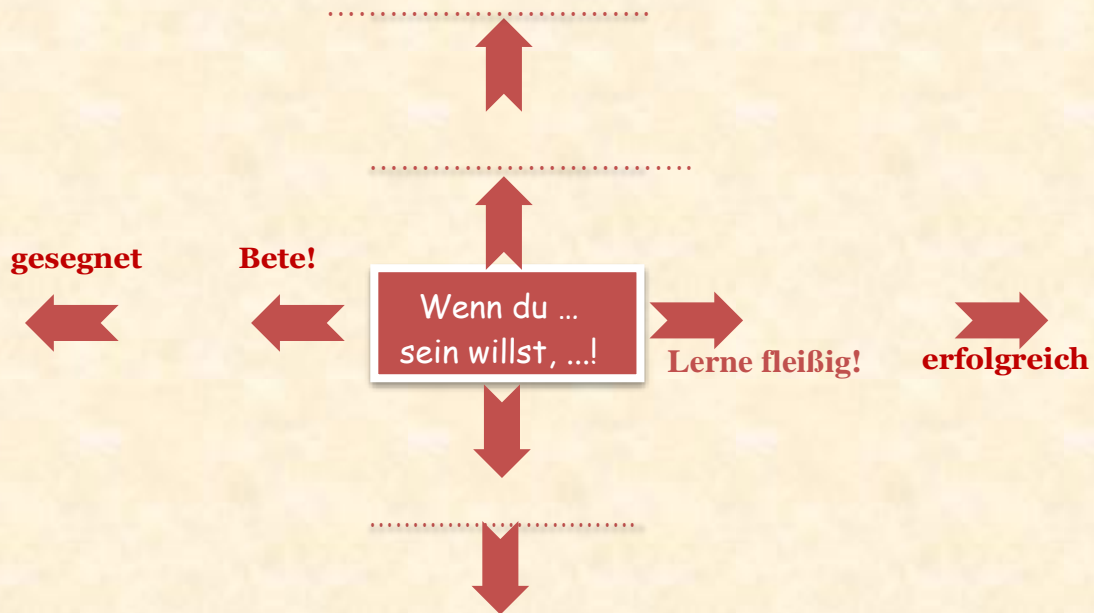 gesegnet
Bete!
Wenn du ...
sein willst, ...!
Lerne fleißig!
erfolgreich